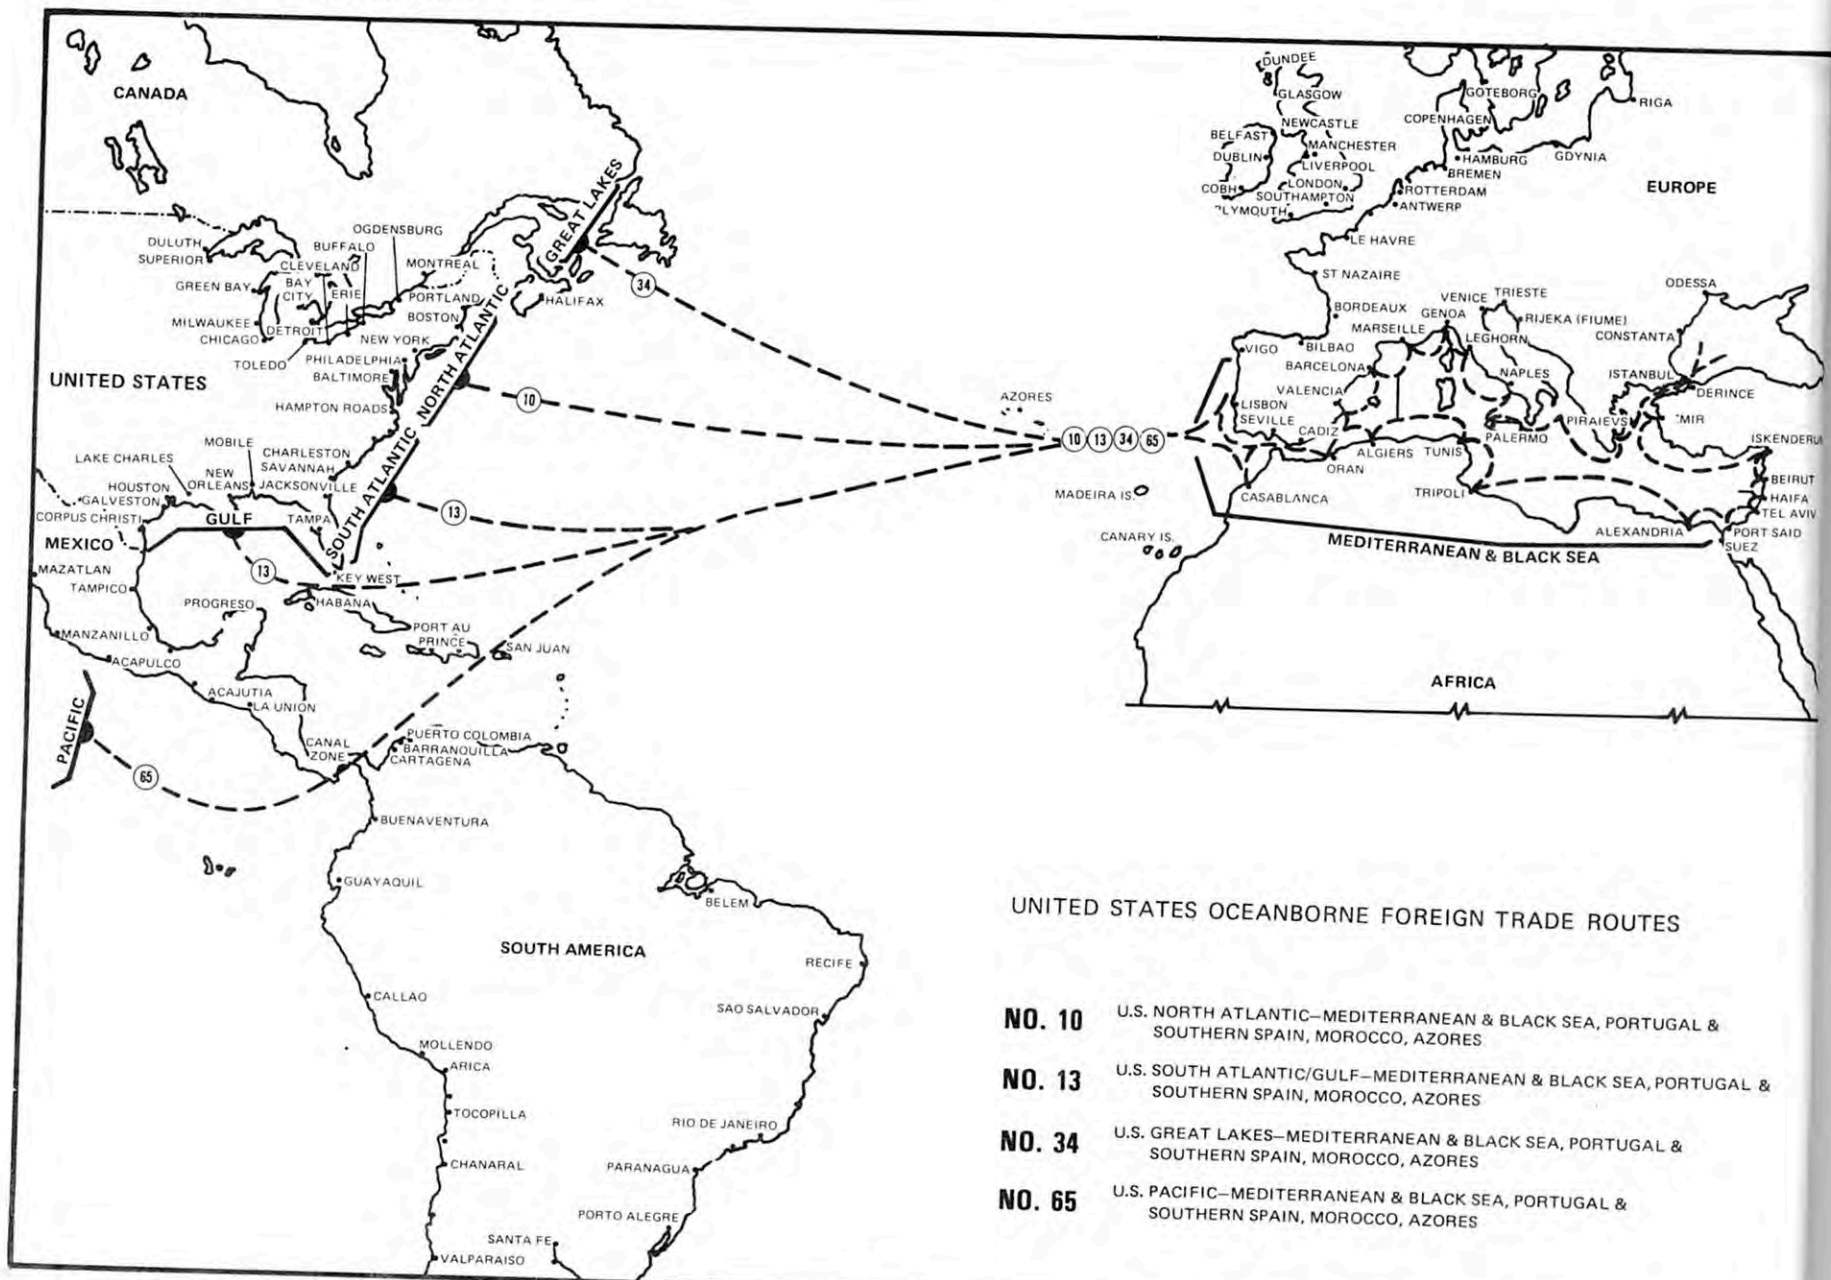 CANADA
DULUTH
SUPERIOR
GREEN BAY
MILWAUKEE
CHICAGO
TOLEDO
DETROIT
BAY
CITY
CLEVELAND
ERIE
BUFFALO
OGDENSBURG
MONTREAL
PORTLAND
BOSTON
NEW YORK
PHILADELPHIA
BALTIMORE
HAMPTON ROADS
HALIFAX
GREAT LAKES
NORTH ATLANTIC
SOUTH ATLANTIC
UNITED STATES
MOBILE
LAKE CHARLES
NEW
ORLEANS
HOUSTON
GALVESTON
CORPUS CHRISTI
CHARLESTON
SAVANNAH
JACKSONVILLE
TAMPA
GULF
KEY WEST
MEXICO
MAZATLAN
TAMPICO
PROGRESO
HABANA
MANZANILLO
ACAPULCO
PORT AU
PRINCE
SAN JUAN
ACAJUTIA
LA UNION
CANAL
ZONE
PACIFIC
PUERTO COLOMBIA
BARRANQUILLA
CARTAGENA
BUENAVENTURA
GUAYAQUIL
BELEM
SOUTH AMERICA
RECIFE
CALLAO
SAO SALVADOR
MOLLENDO
ARICA
TOCOPILLA
RIO DE JANEIRO
CHANARAL
PARANAGUA
PORTO ALEGRE
SANTA FE
VALPARAISO
34
10
13
13
65
10 13 34 65
AZORES
MADEIRA IS.
CANARY IS.
DUNDEE
GLASGOW
NEWCASTLE
BELFAST
MANCHESTER
DUBLIN
LIVERPOOL
COBH
LONDON
SOUTHAMPTON
PLYMOUTH
GOTEBORG
COPENHAGEN
RIGA
HAMBURG
GDYNIA
BREMEN
ROTTERDAM
ANTWERP
EUROPE
LE HAVRE
ST NAZAIRE
BORDEAUX
VIGO
BILBAO
BARCELONA
VALENCIA
LISBON
SEVILLE
CADIZ
MARSEILLE
GENOA
VENICE
TRIESTE
RIJEKA (FIUME)
LEGHORN
NAPLES
PALERMO
ODESSA
CONSTANTA
ISTANBUL
DERINCE
PIRAIEVS
MIR
ISKENDERU
BEIRUT
HAIFA
TEL AVIV
PORT SAID
SUEZ
ALEXANDRIA
TRIPOLI
TUNIS
ALGIERS
ORAN
CASABLANCA
MEDITERRANEAN & BLACK SEA
AFRICA
UNITED STATES OCEANBORNE FOREIGN TRADE ROUTES
NO. 10 U.S. NORTH ATLANTIC—MEDITERRANEAN & BLACK SEA, PORTUGAL &
SOUTHERN SPAIN, MOROCCO, AZORES
NO. 13 U.S. SOUTH ATLANTIC/GULF—MEDITERRANEAN & BLACK SEA, PORTUGAL &
SOUTHERN SPAIN, MOROCCO, AZORES
NO. 34 U.S. GREAT LAKES—MEDITERRANEAN & BLACK SEA, PORTUGAL &
SOUTHERN SPAIN, MOROCCO, AZORES
NO. 65 U.S. PACIFIC—MEDITERRANEAN & BLACK SEA, PORTUGAL &
SOUTHERN SPAIN, MOROCCO, AZORES